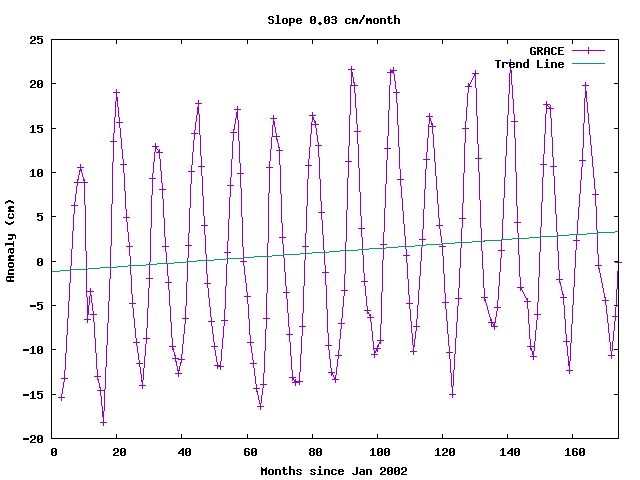 Slope 0.03 cm/month
GRACE
Trend Line
25
20
15
10
5
0
-5
-10
-15
-20
Anomaly (cm)
0 20 40 60 80 100 120 140 160
Months since Jan 2002